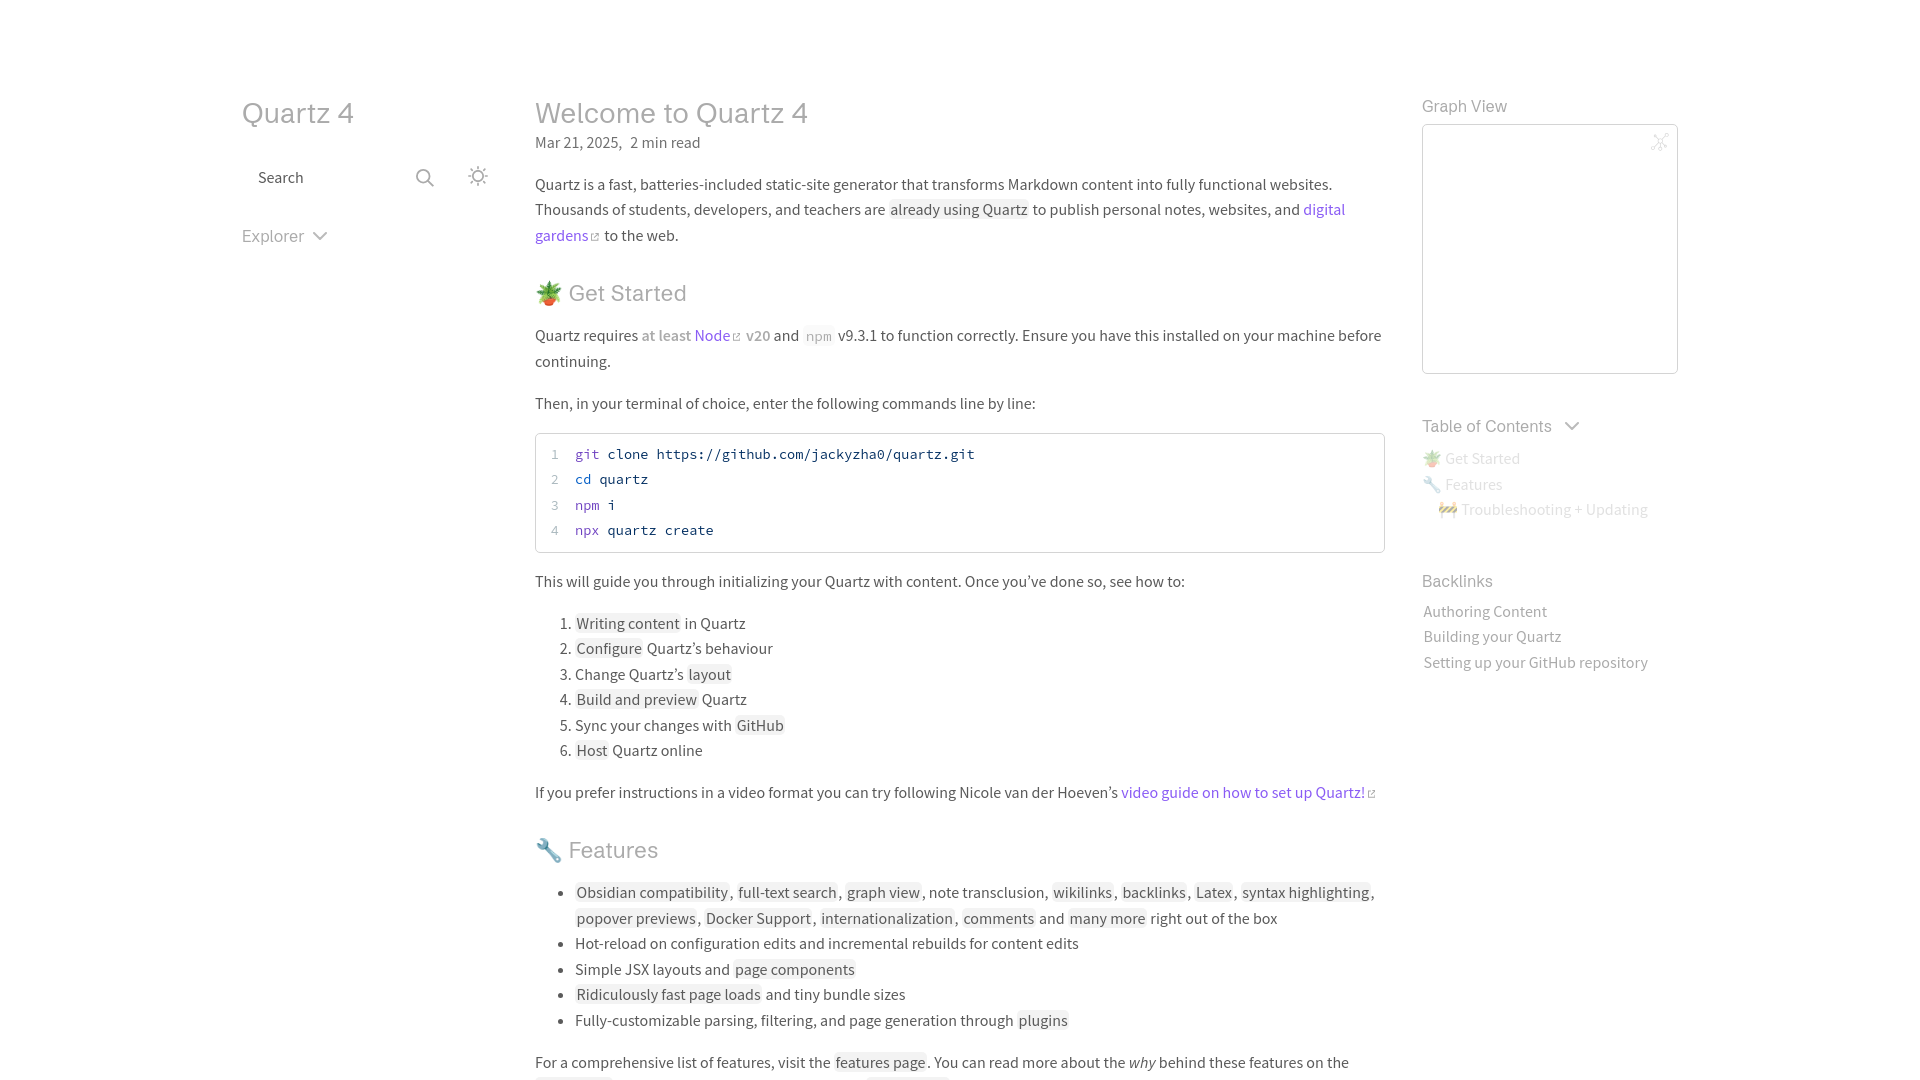 Quartz 4
Search
Explorer
Welcome to Quartz 4
Mar 21, 2025, 2 min read
Quartz is a fast, batteries-included static-site generator that transforms Markdown content into fully functional websites.
Thousands of students, developers, and teachers are already using Quartz to publish personal notes, websites, and digital
gardens to the web.
🪴 Get Started
Quartz requires at least Node v20 and npm v9.3.1 to function correctly. Ensure you have this installed on your machine before
continuing.
Then, in your terminal of choice, enter the following commands line by line:
1 git clone https://github.com/jackyzha0/quartz.git
2 cd quartz
3 npm i
4 npx quartz create
This will guide you through initializing your Quartz with content. Once you’ve done so, see how to:
1. Writing content in Quartz
2. Configure Quartz’s behaviour
3. Change Quartz’s layout
4. Build and preview Quartz
5. Sync your changes with GitHub
6. Host Quartz online
If you prefer instructions in a video format you can try following Nicole van der Hoeven’s video guide on how to set up Quartz!
🔧 Features
• Obsidian compatibility, full-text search, graph view, note transclusion, wikilinks, backlinks, Latex, syntax highlighting,
popover previews, Docker Support, internationalization, comments and many more right out of the box
• Hot-reload on configuration edits and incremental rebuilds for content edits
• Simple JSX layouts and page components
• Ridiculously fast page loads and tiny bundle sizes
• Fully-customizable parsing, filtering, and page generation through plugins
For a comprehensive list of features, visit the features page. You can read more about the why behind these features on the
Graph View
Table of Contents
🪴 Get Started
🔧 Features
🚧 Troubleshooting + Updating
Backlinks
Authoring Content
Building your Quartz
Setting up your GitHub repository